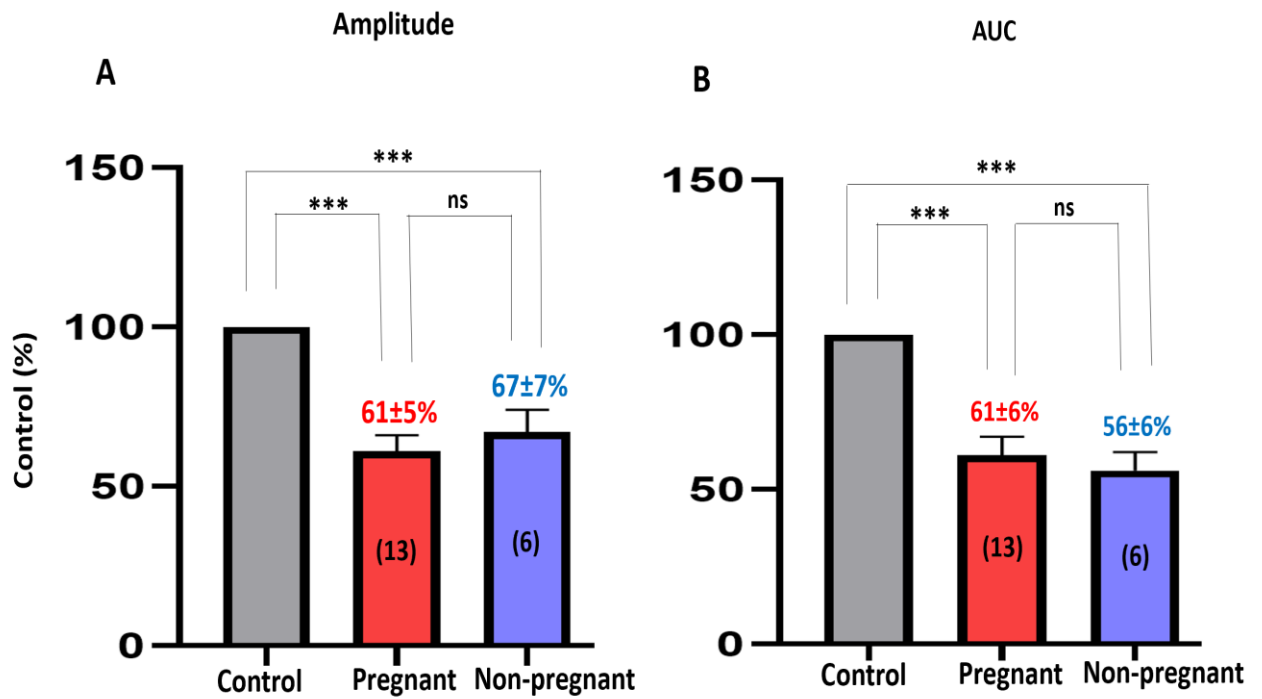 Amplitude
A
Control (%)
150
100
50
0
***
***
ns
61±5%
67±7%
(13)
(6)
Control
Pregnant
Non-pregnant
AUC
B
150
100
50
0
***
***
ns
61±6%
56±6%
(13)
(6)
Control
Pregnant
Non-pregnant